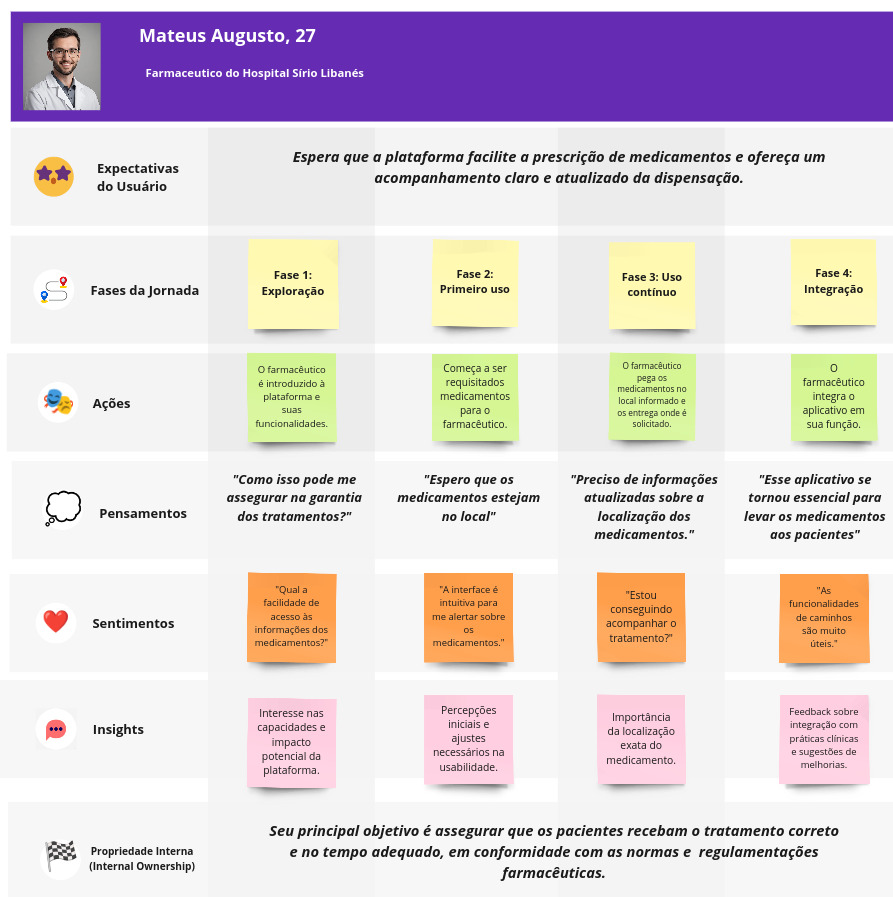 Mateus Augusto, 27
Farmaceutico do Hospital Sírio Libanés
Expectativas
do Usuário
Espera que a plataforma facilite a prescrição de medicamentos e ofereça um
acompanhamento claro e atualizado da dispensação.
Fases da Jornada
Fase 1:
Exploração
Fase 2:
Primeiro uso
Fase 3: Uso
contínuo
Fase 4:
Integração
Ações
O farmacêutico
é introduzido à
plataforma e
suas
funcionalidades.
Começa a ser
requisitados
medicamentos
para o
farmacêutico.
O farmacêutico
pega os
medicamentos no
local informado e
os entrega onde é
solicitado.
O
farmacêutico
integra o
aplicativo em
sua função.
Pensamentos
"Como isso pode me
assegurar na garantia
dos tratamentos?"
"Espero que os
medicamentos estejam
no local"
"Preciso de informações
atualizadas sobre a
localização dos
medicamentos."
"Esse aplicativo se
tornou essencial para
levar os medicamentos
aos pacientes"
Sentimentos
"Qual a
facilidade de
acesso às
informações dos
medicamentos?"
"A interface é
intuitiva para
me alertar sobre
os
medicamentos."
"Estou
conseguindo
acompanhar o
tratamento?"
"As
funcionalidades
de caminhos
são muito
úteis."
Insights
Interesse nas
capacidades e
impacto
potencial da
plataforma.
Percepções
iniciais e
ajustes
necessários na
usabilidade.
Importância
da localização
exata do
medicamento.
Feedback sobre
integração com
práticas clínicas
e sugestões de
melhorias.
Propriedade Interna
(Internal Ownership)
Seu principal objetivo é assegurar que os pacientes recebam o tratamento correto
e no tempo adequado, em conformidade com as normas e regulamentações
farmacêuticas.